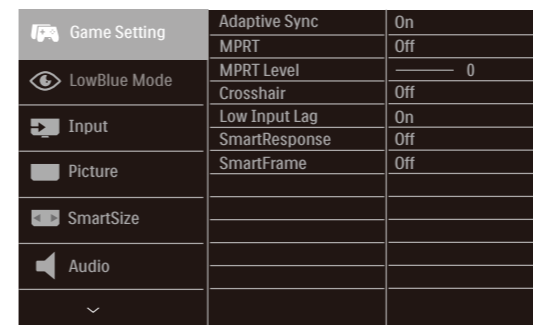 Game Setting
LowBlue Mode
Input
Picture
SmartSize
Audio
Adaptive Sync On
MPRT Off
MPRT Level 0
Crosshair Off
Low Input Lag On
SmartResponse Off
SmartFrame Off